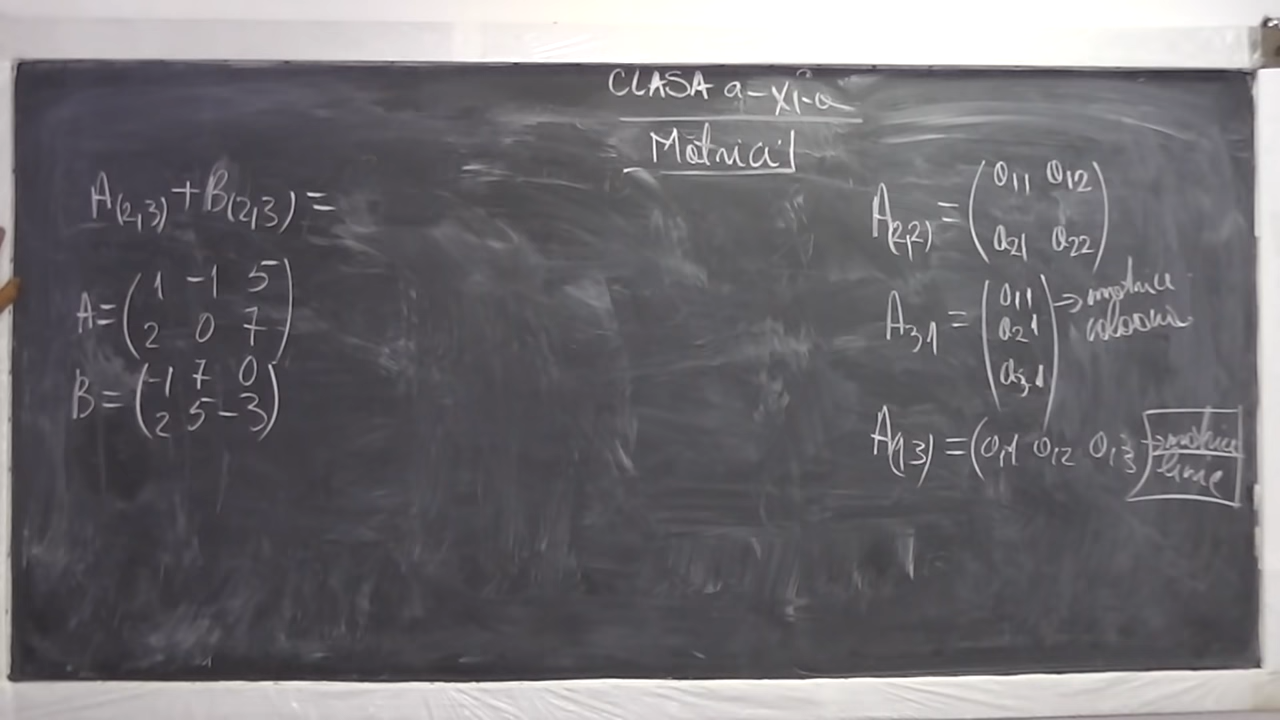 CLASA a-XI-a
Matrici
A(2,3) + B(2,3) =
A = ( 1 -1 5
2 0 7 )
B = ( -1 7 0
2 5 -3 )
A(2,2) = ( a11 a12
a21 a22 )
A3,1 = ( a11
a21
a31 ) → matrice
coloană
A(1,3) = ( a11 a12 a13 ) → matrice
linie